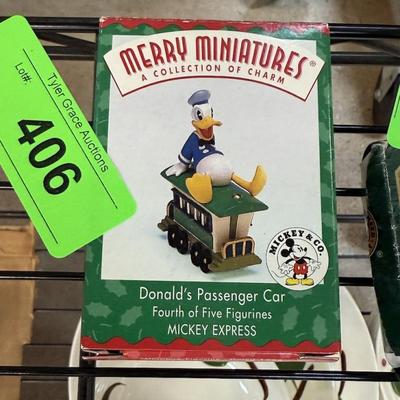 Tyler Grace Auctions
Lot#:
406
MERRY MINIATURES®
A COLLECTION OF CHARM
MICKEY & CO.
Donald's Passenger Car
Fourth of Five Figurines
MICKEY EXPRESS